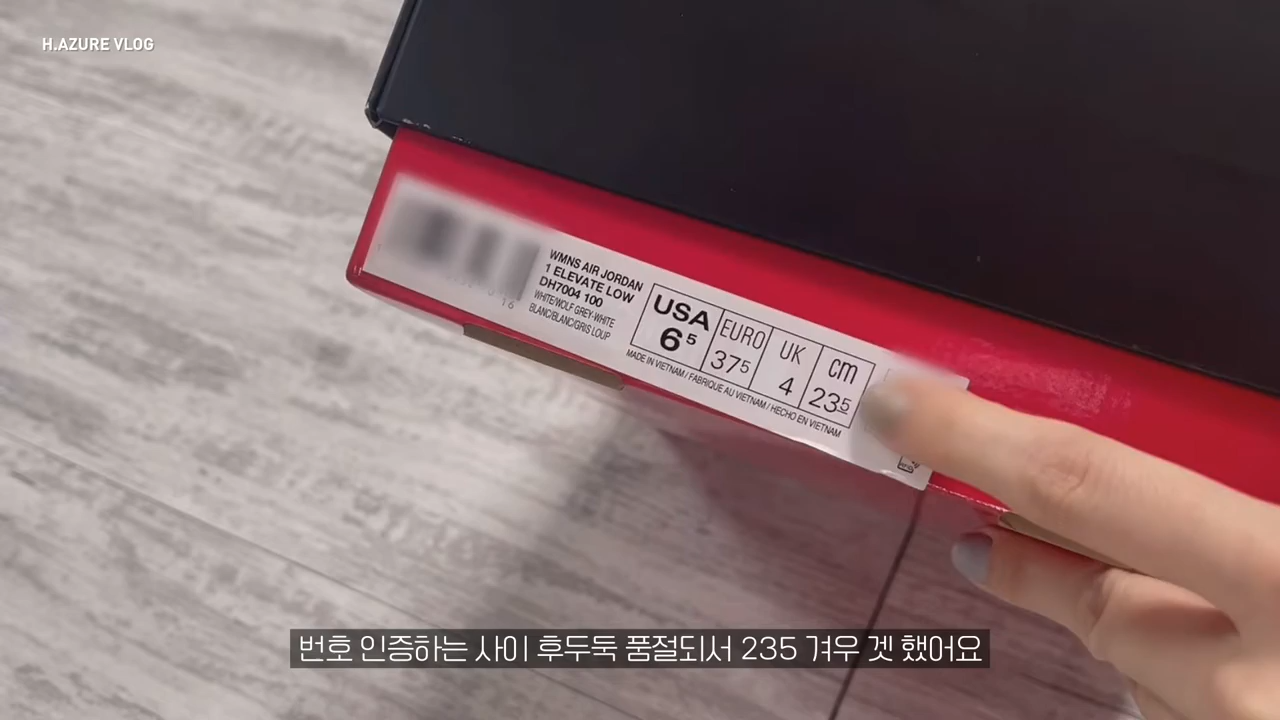 H.AZURE VLOG
WMNS AIR JORDAN
1 ELEVATE LOW
DH7004 100
WHITE/WOLF GREY-WHITE
BLANC/BLANC/GRIS LOUP
USA
6 5
EURO
37 5
UK
4
CM
23 5
MADE IN VIETNAM / FABRIQUE AU VIETNAM / HECHO EN VIETNAM
번호 인증하는 사이 후두둑 품절되서 235 겨우 겟 했어요